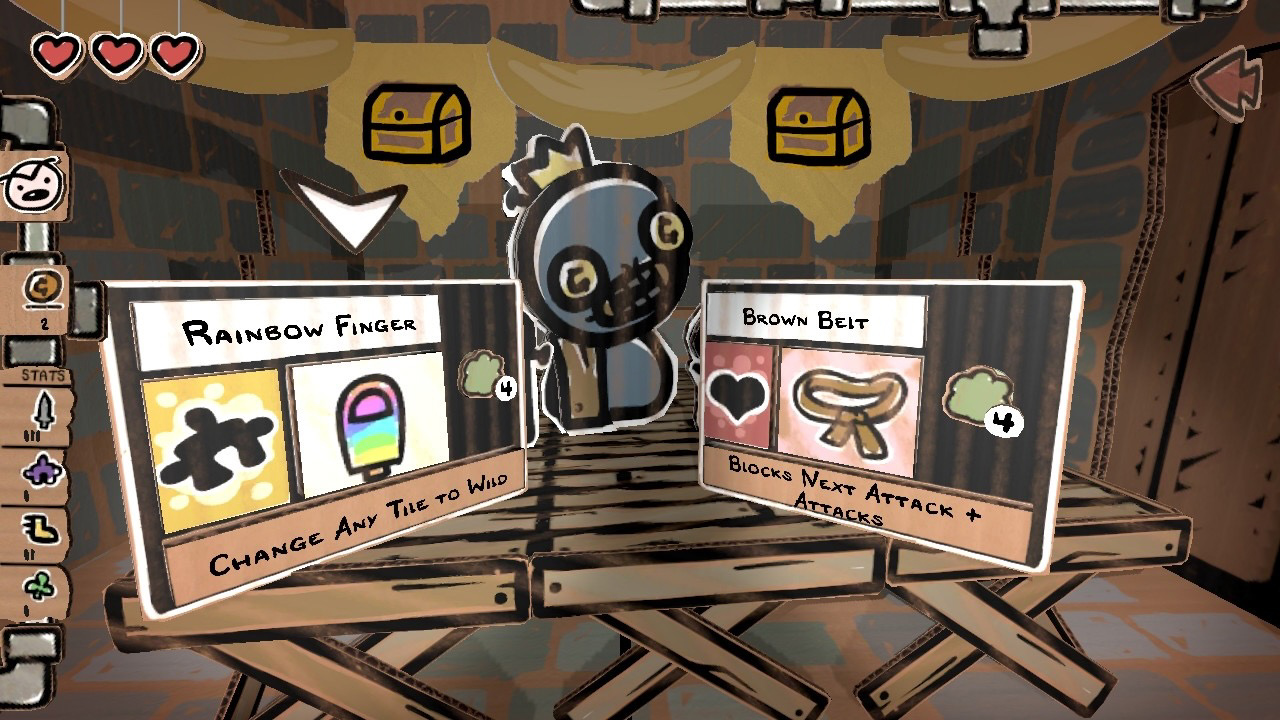 Rainbow Finger
4
Change Any Tile to Wild
Brown Belt
4
Blocks Next Attack +
Attacks
2
STATS